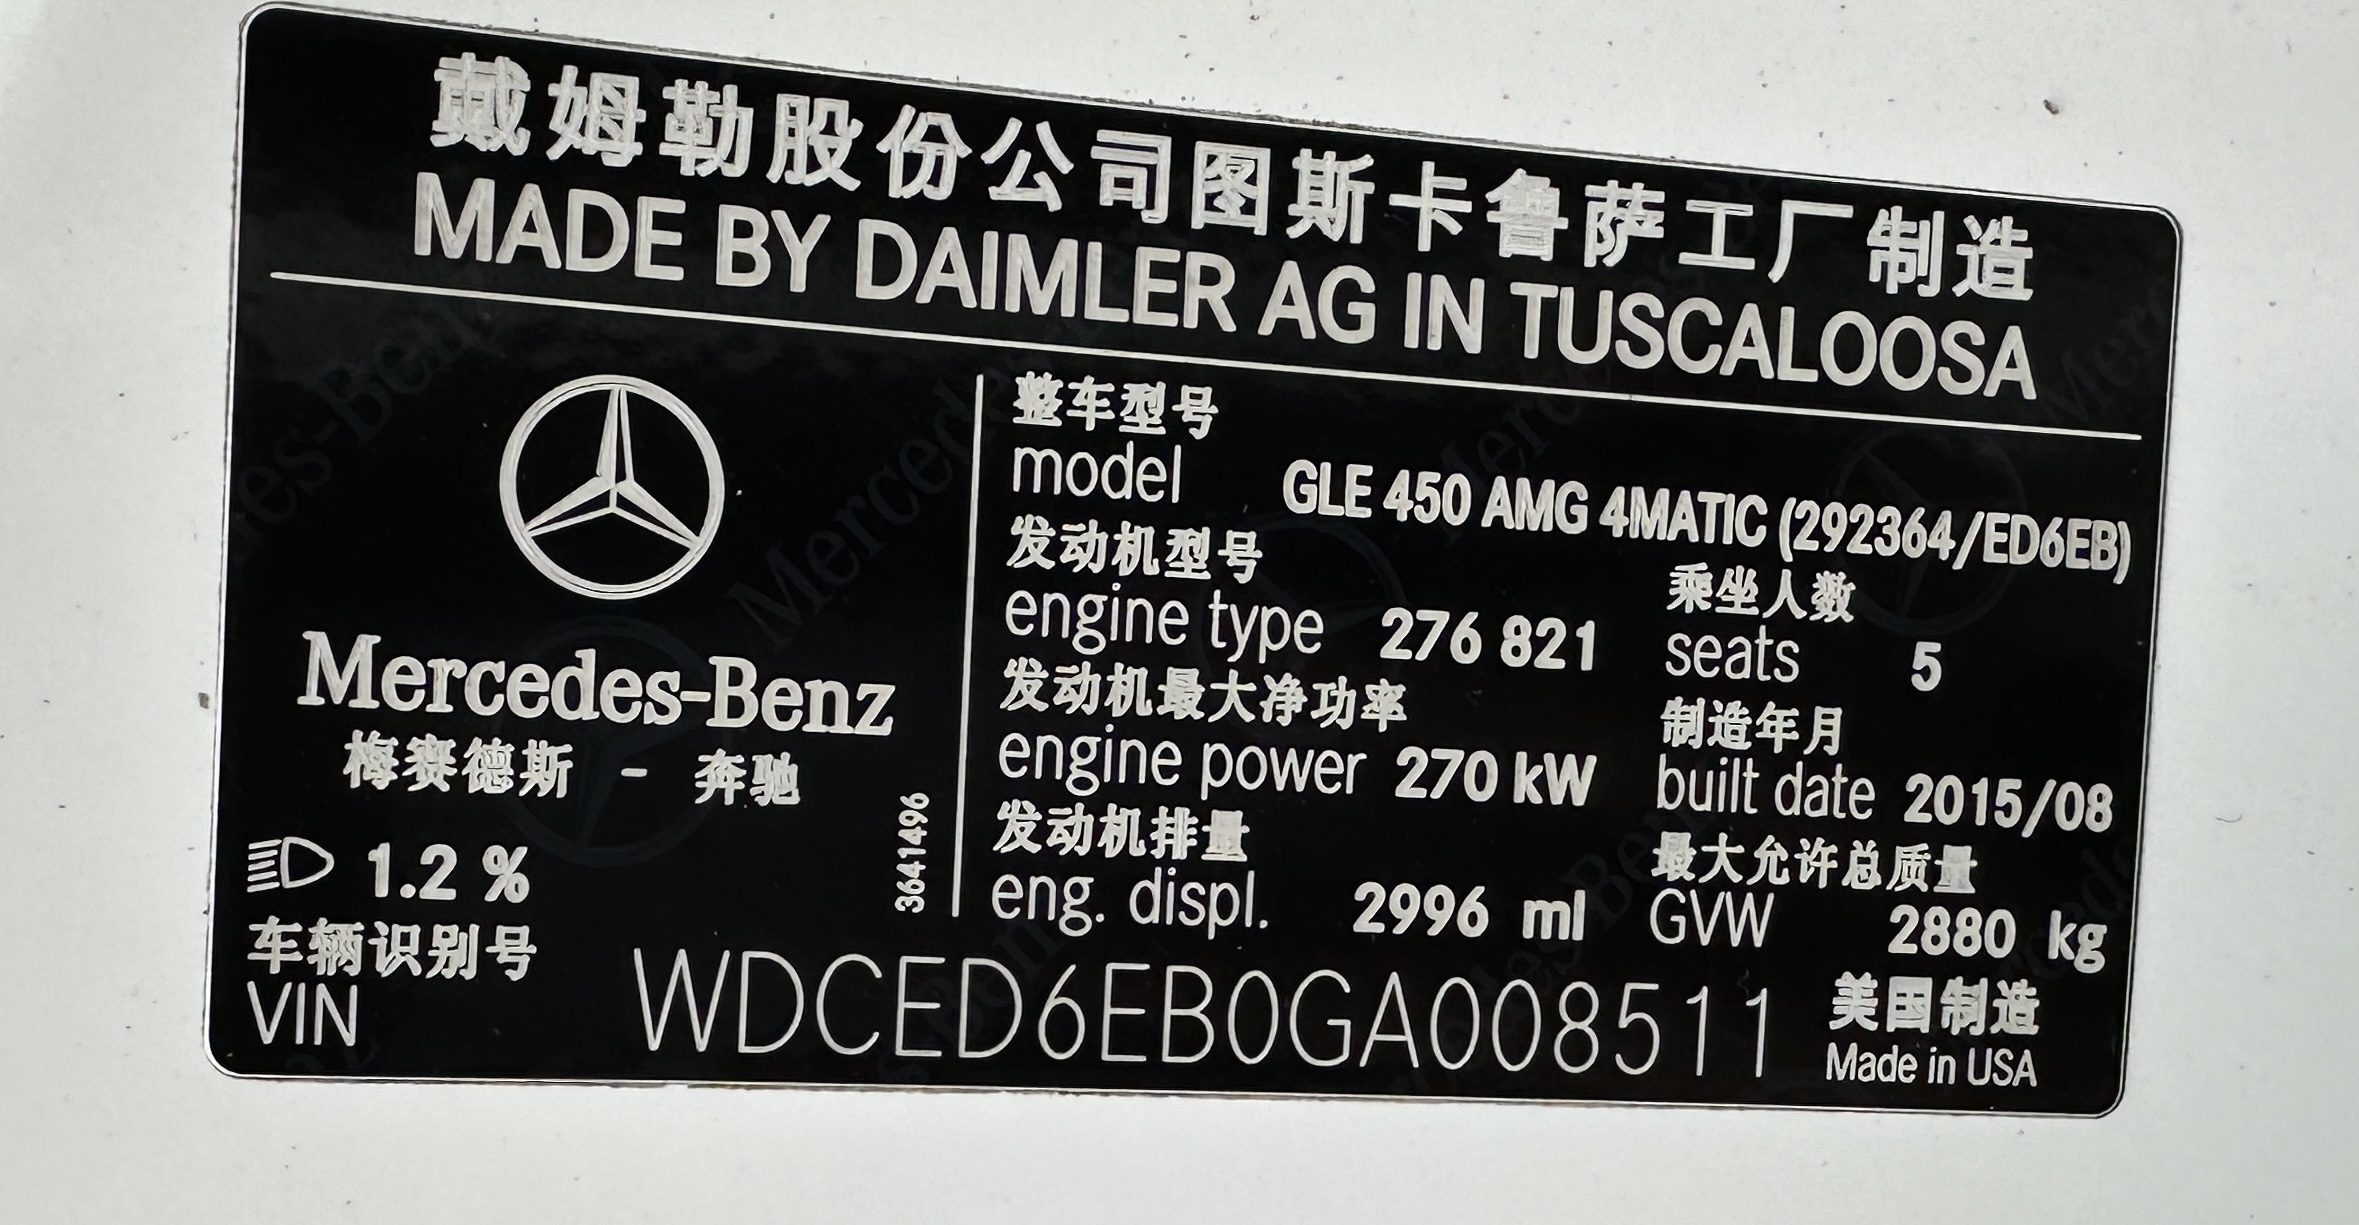 戴姆勒股份公司图斯卡鲁萨工厂制造
MADE BY DAIMLER AG IN TUSCALOOSA
Mercedes-Benz
梅赛德斯 - 奔驰
1.2 %
3641496
整车型号
model GLE 450 AMG 4MATIC (292364/ED6EB)
发动机型号
engine type 276 821
乘坐人数
seats 5
发动机最大净功率
engine power 270 kW
制造年月
built date 2015/08
发动机排量
eng. displ. 2996 ml
最大允许总质量
GVW 2880 kg
车辆识别号
VIN WDCED6EB0GA008511
美国制造
Made in USA